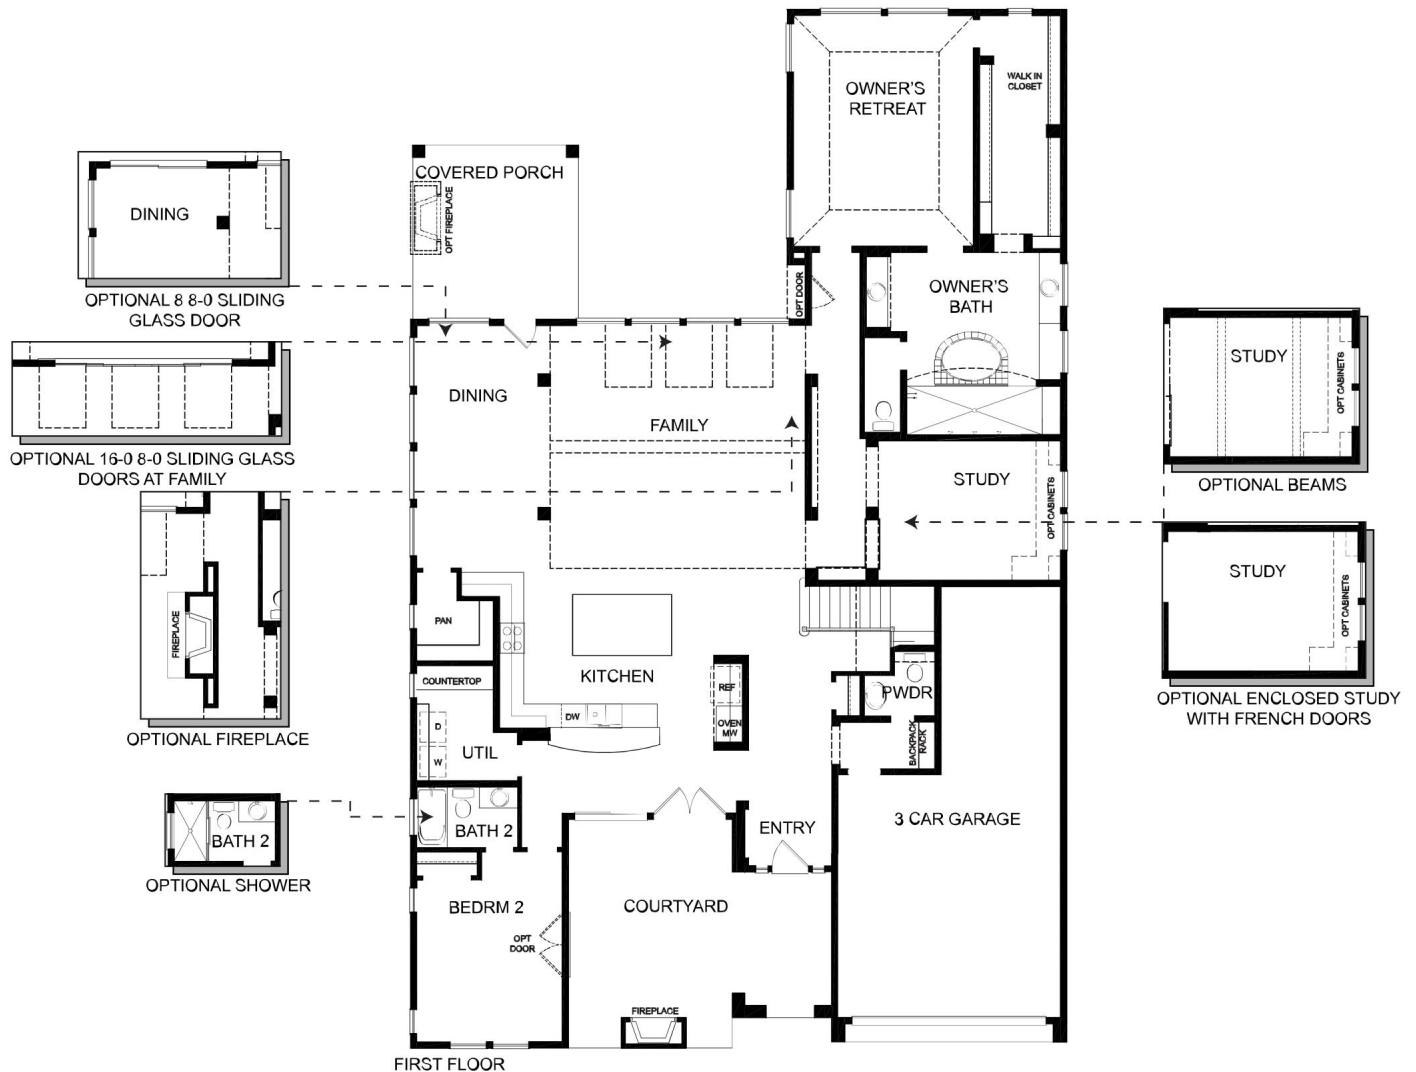 OWNER'S
RETREAT
WALK IN
CLOSET
COVERED PORCH
OPT FIREPLACE
DINING
OPTIONAL 8 8-0 SLIDING
GLASS DOOR
OPT DOOR
OWNER'S
BATH
STUDY
OPT CABINETS
OPTIONAL BEAMS
DINING
FAMILY
OPTIONAL 16-0 8-0 SLIDING GLASS
DOORS AT FAMILY
STUDY
OPT CABINETS
STUDY
OPT CABINETS
OPTIONAL ENCLOSED STUDY
WITH FRENCH DOORS
FIREPLACE
OPTIONAL FIREPLACE
PAN
COUNTERTOP
KITCHEN
REF
OVEN
MW
DW
D
W
UTIL
PWDR
BACKPACK
RACK
BATH 2
OPTIONAL SHOWER
BATH 2
ENTRY
3 CAR GARAGE
BEDRM 2
OPT
DOOR
COURTYARD
FIREPLACE
FIRST FLOOR